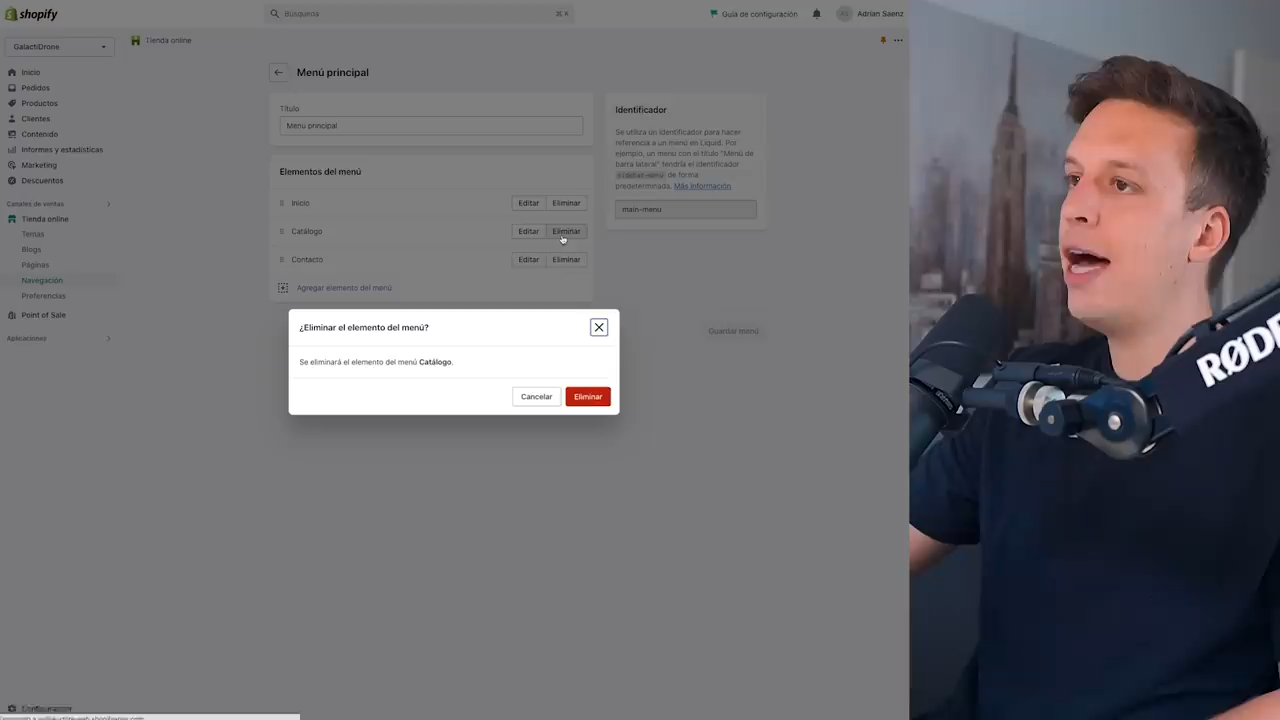 shopify
Búsqueda
⌘ K
Guía de configuración
AS
Adrián Saenz
GalactiDrone
Tienda online
Inicio
Pedidos
Productos
Clientes
Contenido
Informes y estadísticas
Marketing
Descuentos
Canales de ventas
Tienda online
Temas
Blogs
Páginas
Navegación
Preferencias
Point of Sale
Aplicaciones
Configuración
Menú principal
Título
Menú principal
Elementos del menú
Inicio
Editar
Eliminar
Catálogo
Editar
Eliminar
Contacto
Editar
Eliminar
Agregar elemento del menú
Identificador
Se utiliza un identificador para hacer
referencia a un menú en Liquid. Por
ejemplo, un menú con el título "Menú de
barra lateral" tendría el identificador
sidebar-menu de forma
predeterminada. Más información
main-menu
Guardar menú
¿Eliminar el elemento del menú?
Se eliminará el elemento del menú Catálogo.
Cancelar
Eliminar
RØDE